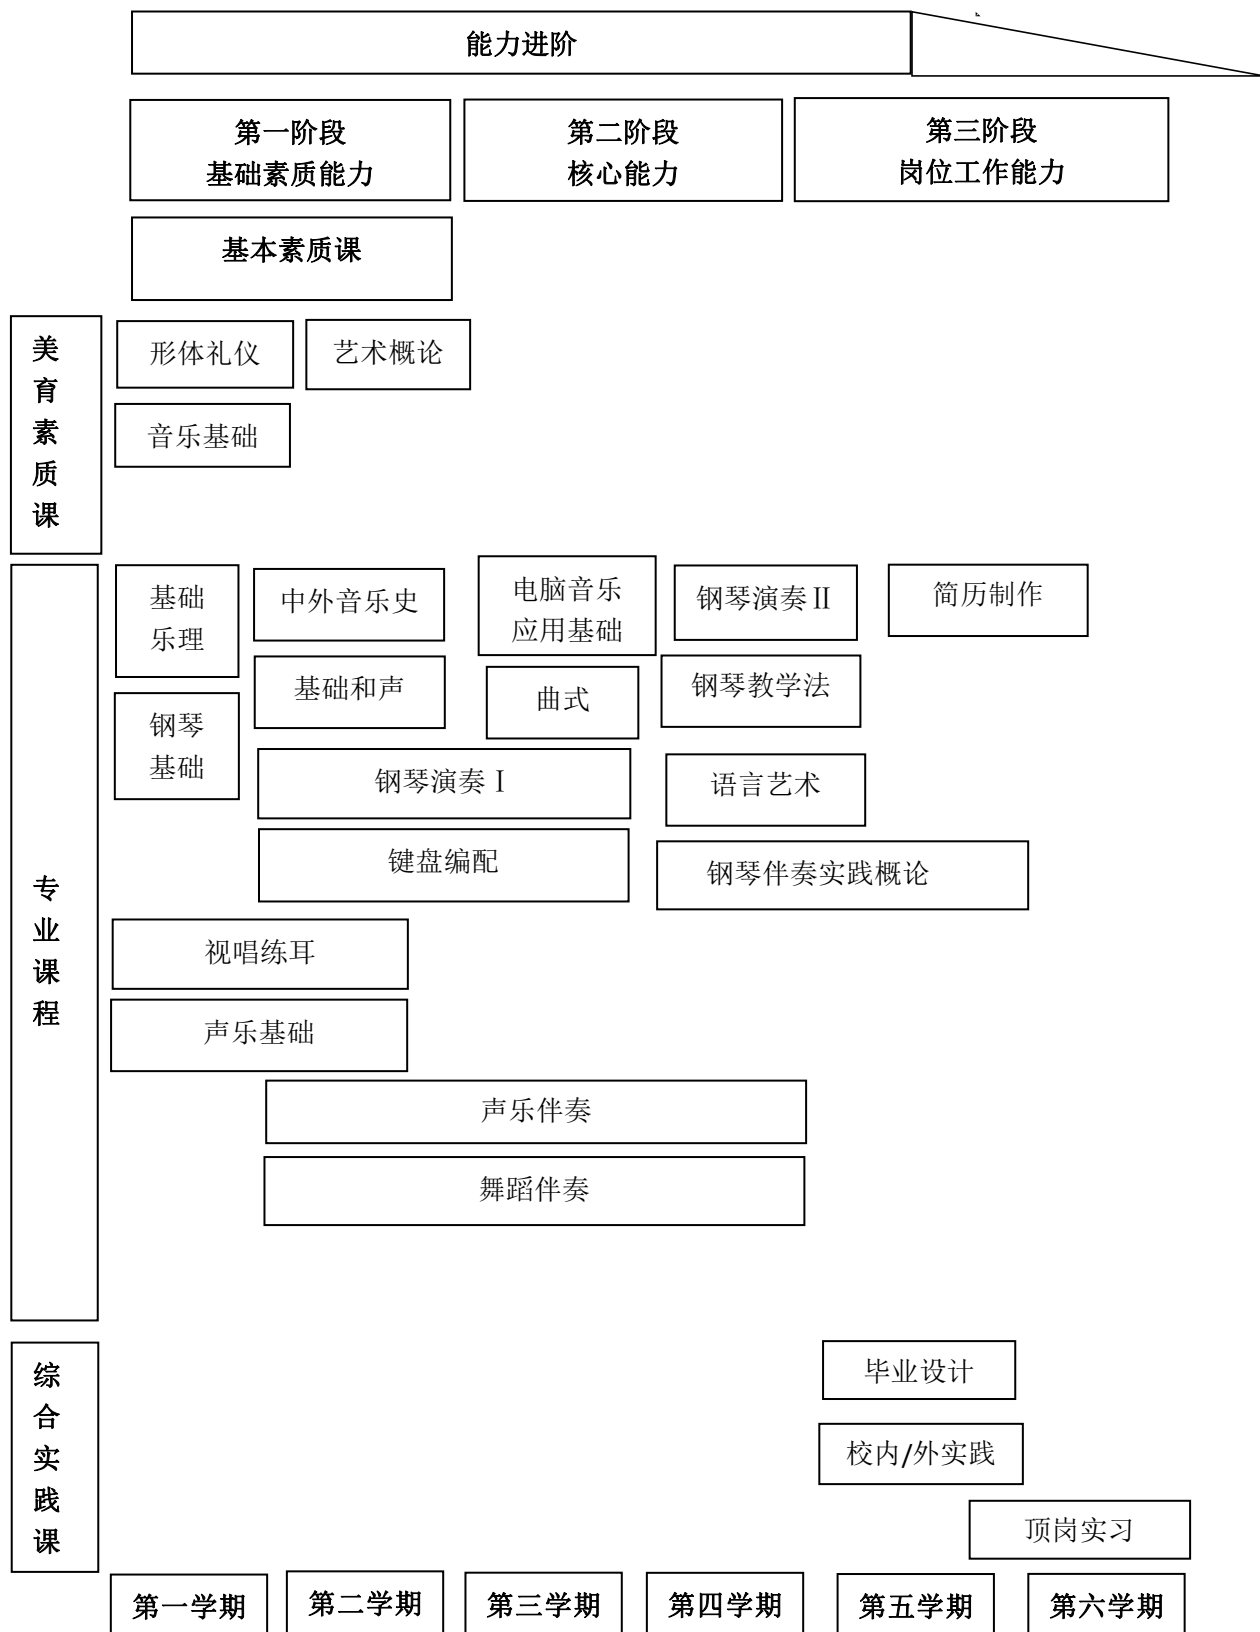 能力进阶
第一阶段
基础素质能力
第二阶段
核心能力
第三阶段
岗位工作能力
基本素质课
美
育
素
质
课
形体礼仪
艺术概论
音乐基础
专
业
课
程
基础
乐理
中外音乐史
电脑音乐
应用基础
钢琴演奏Ⅱ
简历制作
基础和声
曲式
钢琴教学法
钢琴
基础
钢琴演奏Ⅰ
语言艺术
键盘编配
钢琴伴奏实践概论
视唱练耳
声乐基础
声乐伴奏
舞蹈伴奏
综
合
实
践
课
毕业设计
校内/外实践
顶岗实习
第一学期
第二学期
第三学期
第四学期
第五学期
第六学期